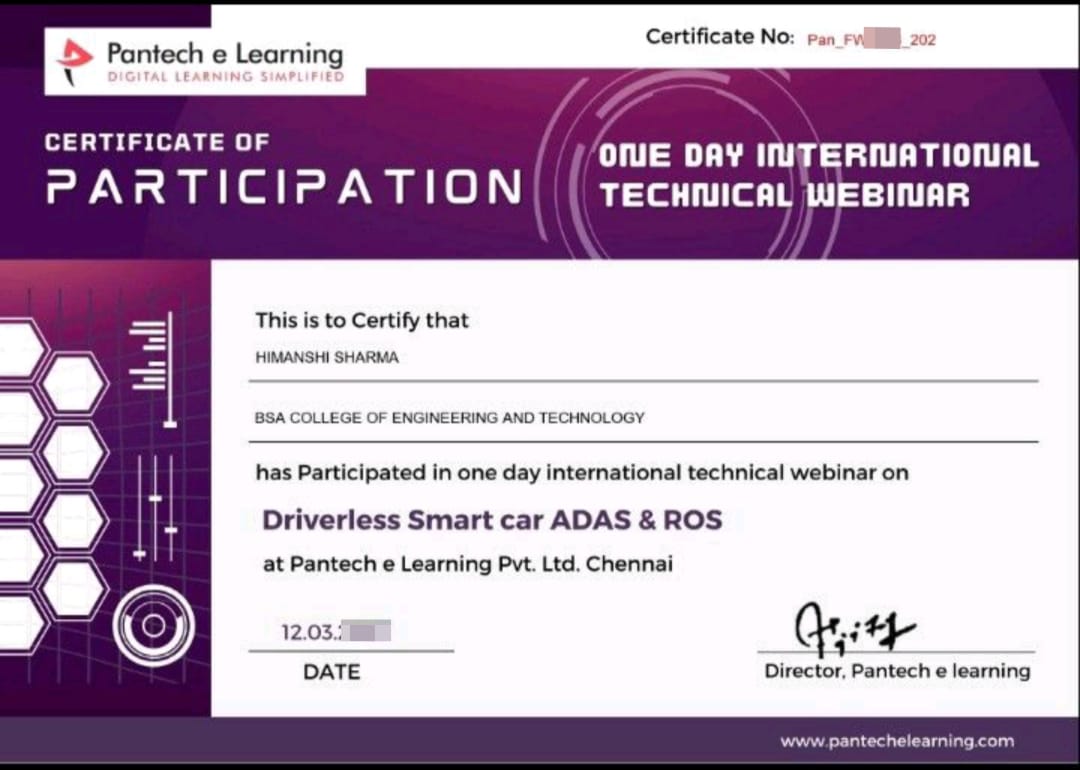 Pantech e Learning
DIGITAL LEARNING SIMPLIFIED
Certificate No: Pan_FW _202
CERTIFICATE OF
PARTICIPATION
ONE DAY INTERNATIONAL
TECHNICAL WEBINAR
This is to Certify that
HIMANSHI SHARMA
BSA COLLEGE OF ENGINEERING AND TECHNOLOGY
has Participated in one day international technical webinar on
Driverless Smart car ADAS & ROS
at Pantech e Learning Pvt. Ltd. Chennai
12.03.
DATE
Director, Pantech e learning
www.pantechelearning.com